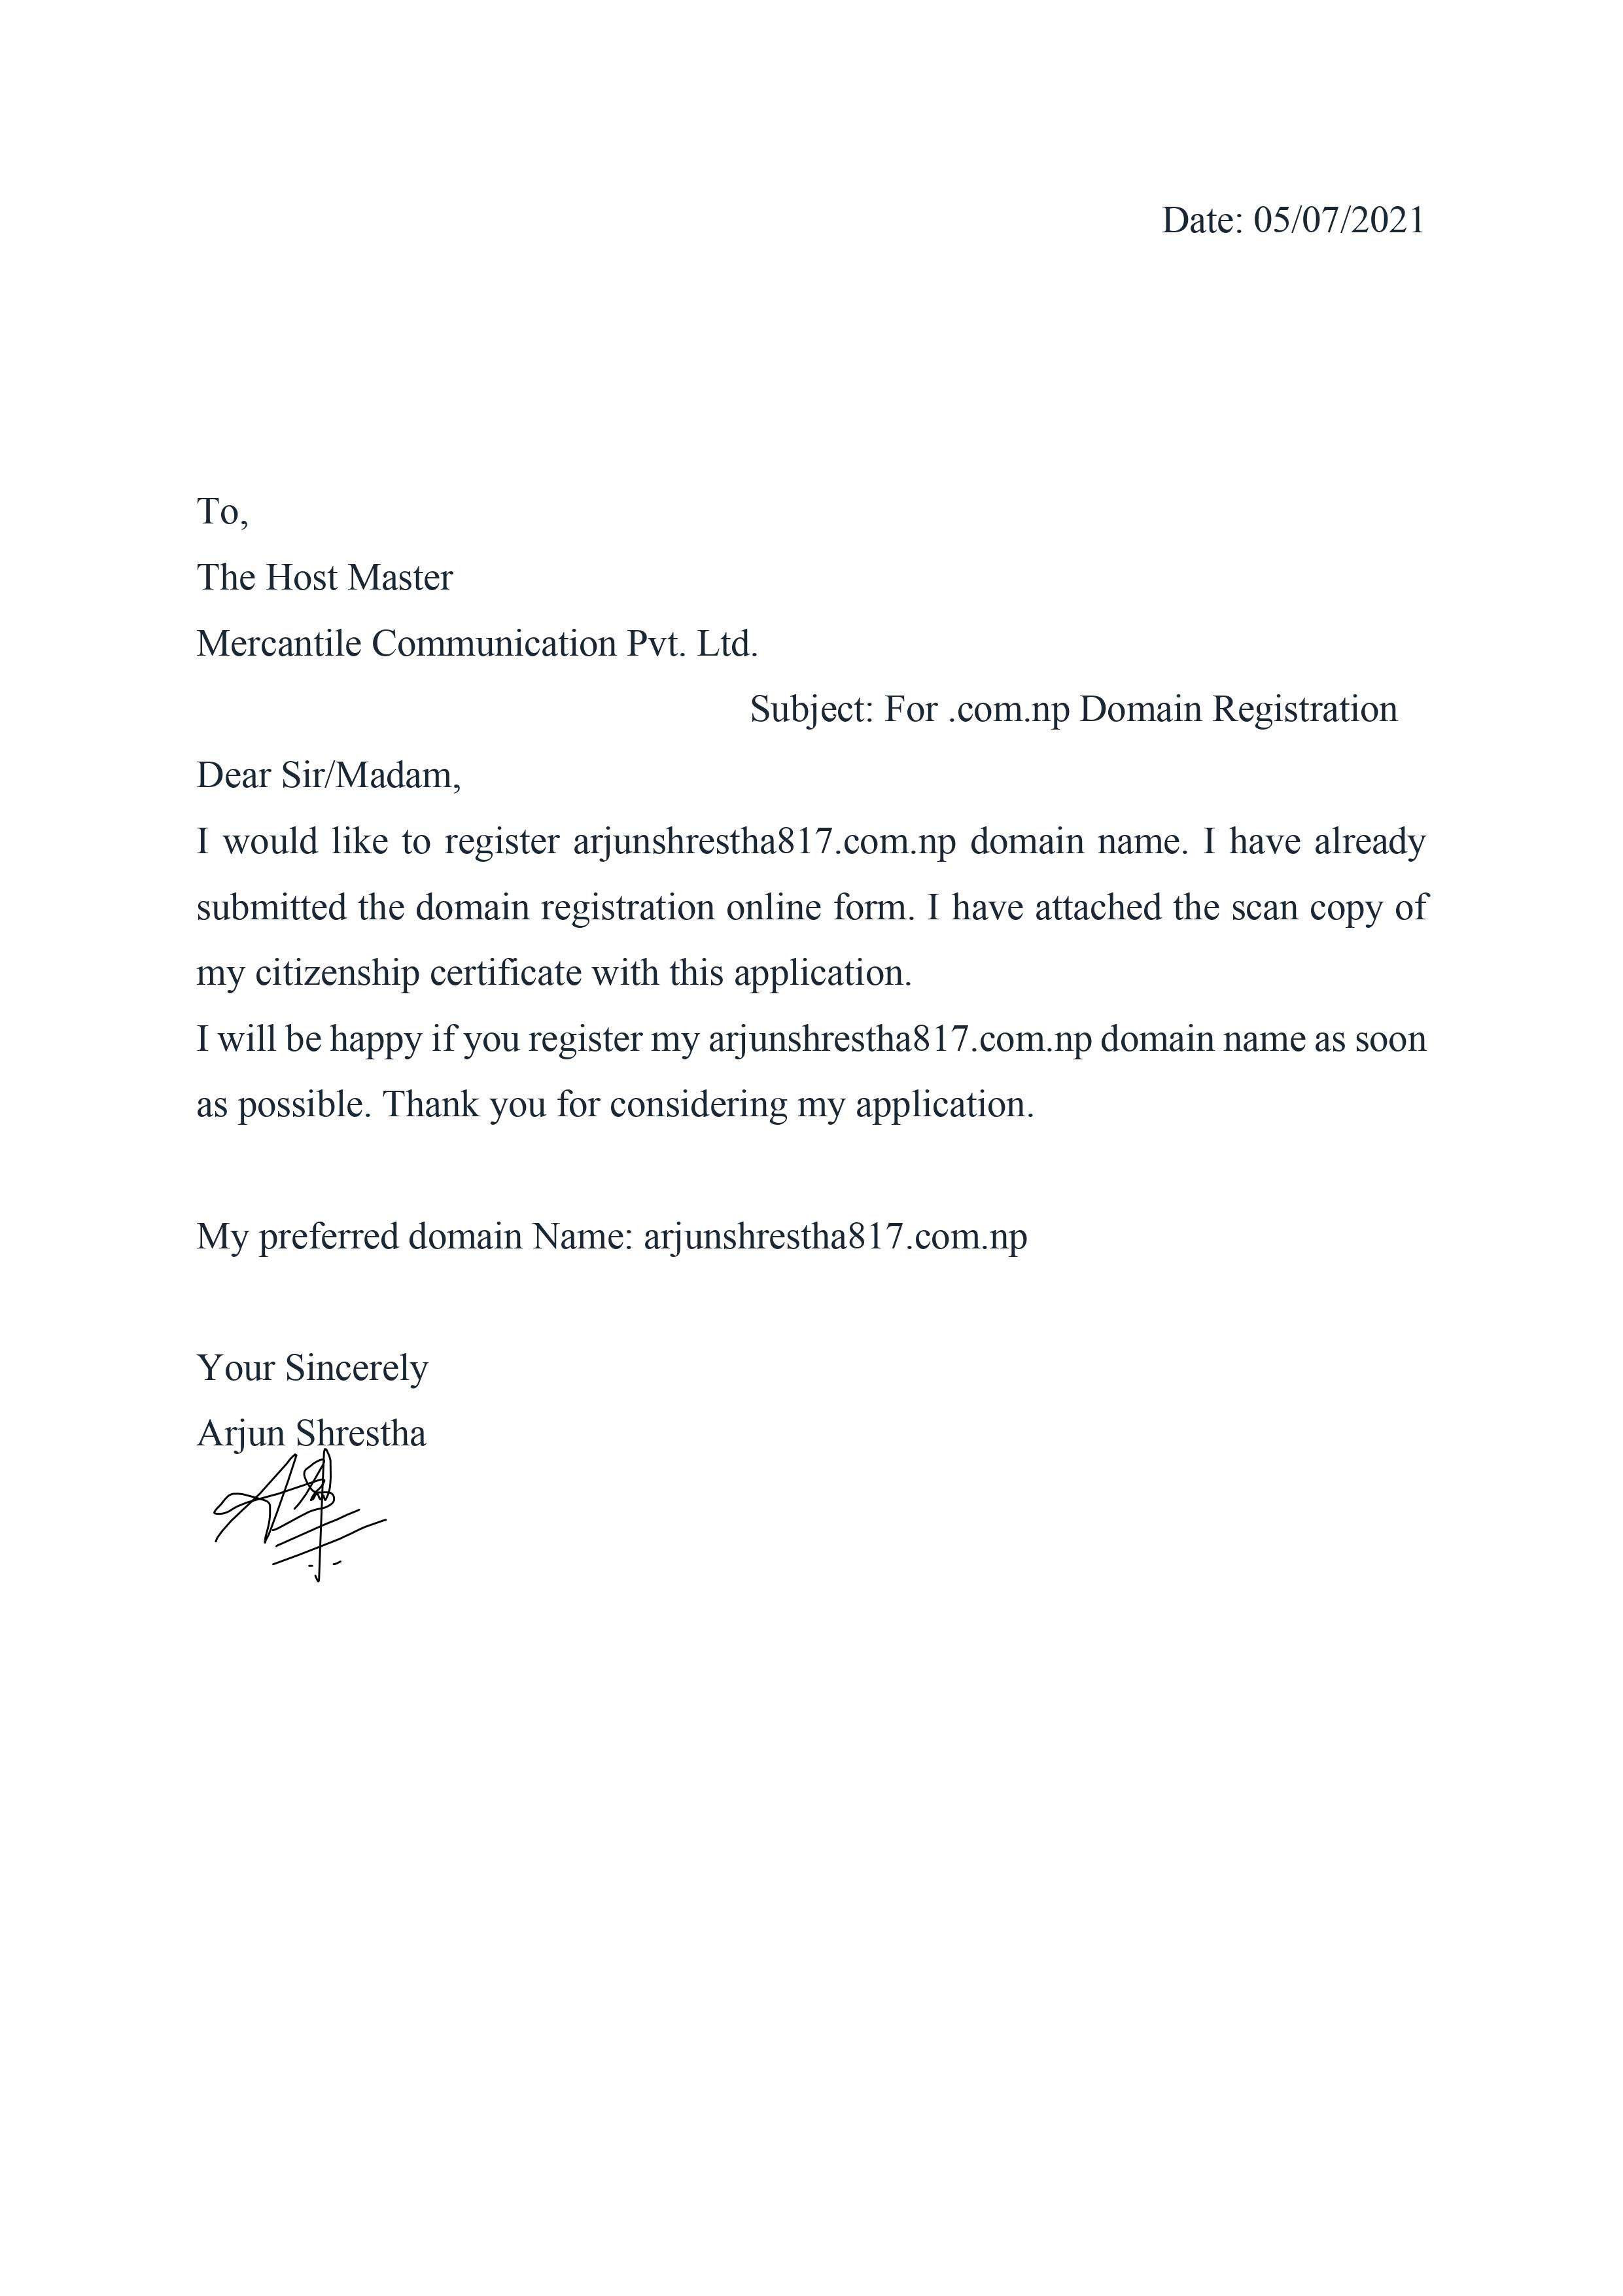 Date: 05/07/2021
To,
The Host Master
Mercantile Communication Pvt. Ltd.
Subject: For .com.np Domain Registration
Dear Sir/Madam,
I would like to register arjunshrestha817.com.np domain name. I have already
submitted the domain registration online form. I have attached the scan copy of
my citizenship certificate with this application.
I will be happy if you register my arjunshrestha817.com.np domain name as soon
as possible. Thank you for considering my application.
My preferred domain Name: arjunshrestha817.com.np
Your Sincerely
Arjun Shrestha